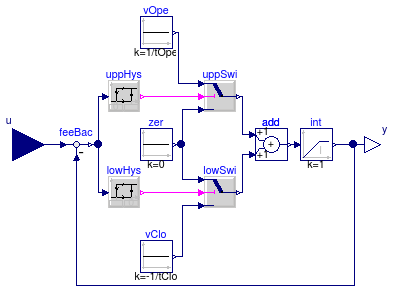 vOpe
k=1/tOpe
uppHys
uppSwi
u
zer
add
int
y
feeBac
+1
-
k=0
+1
k=1
lowHys
lowSwi
vClo
k=-1/tClo